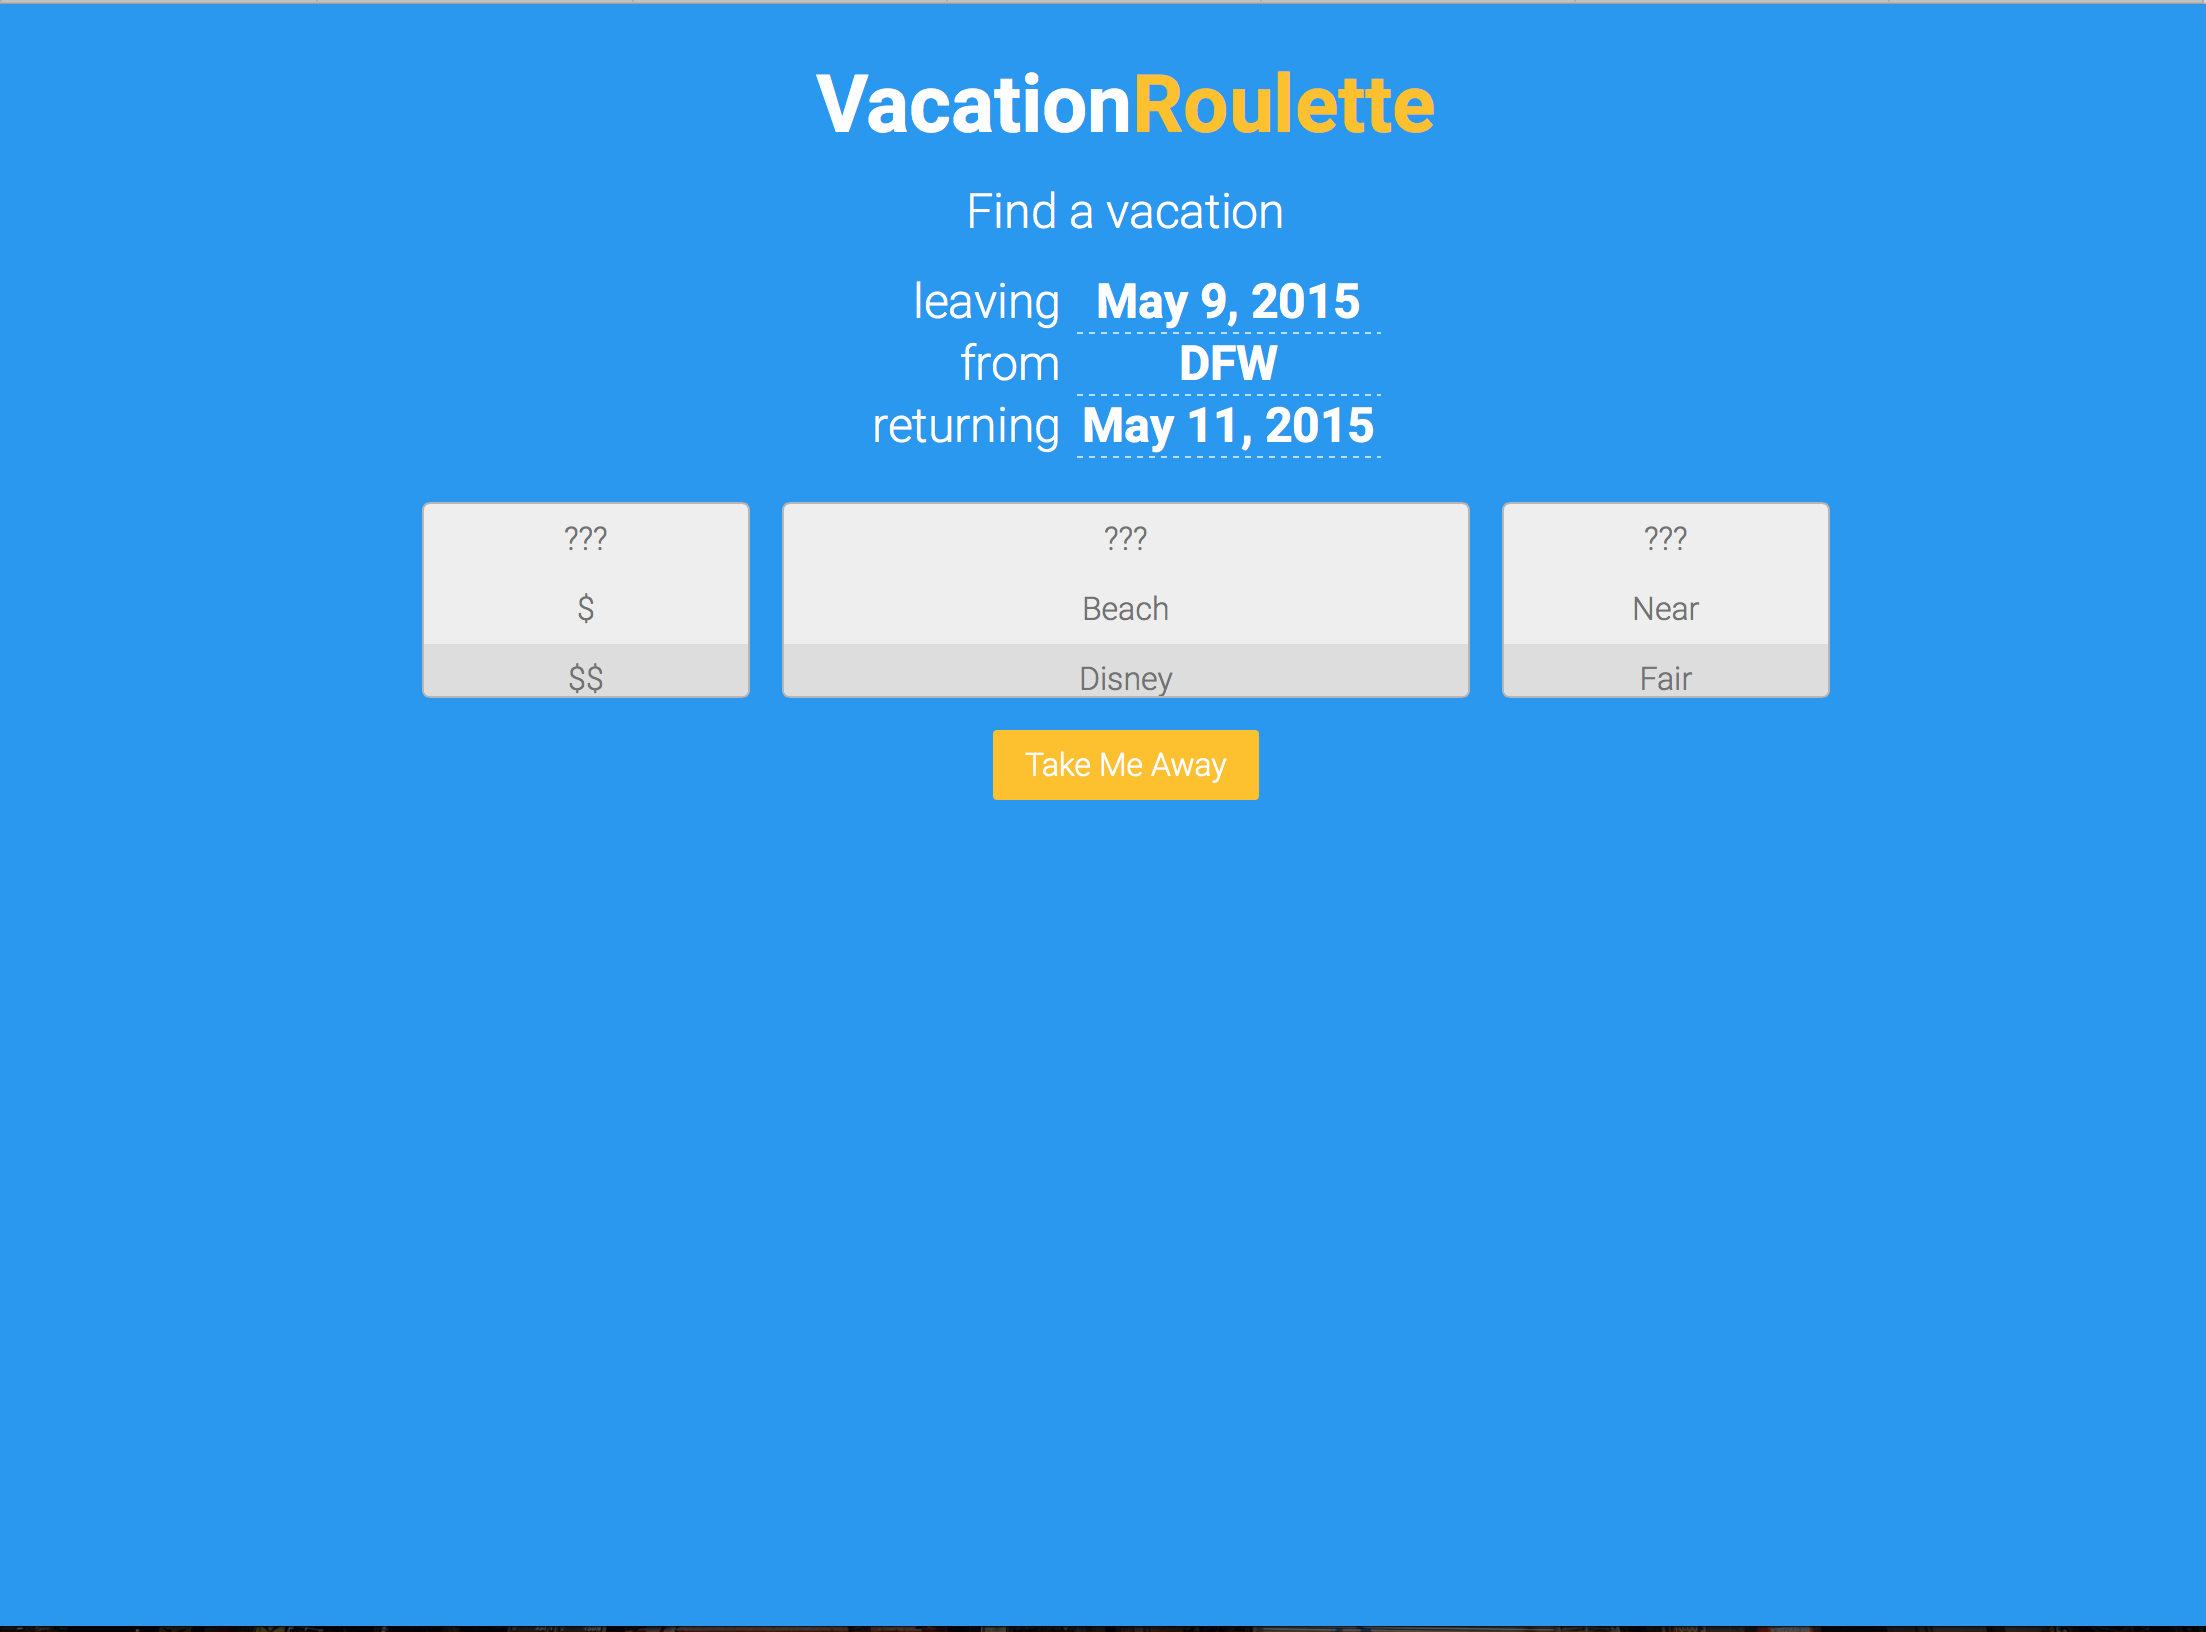 VacationRoulette
Find a vacation
leaving May 9, 2015
from DFW
returning May 11, 2015
??? ??? ???
$ Beach Near
$$ Disney Fair
Take Me Away